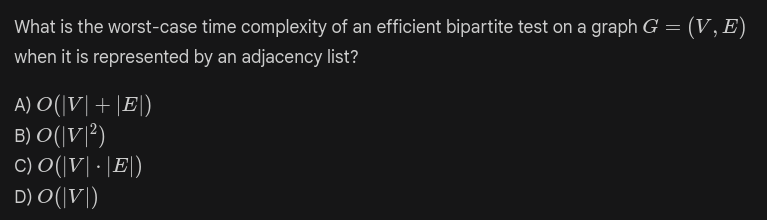 What is the worst-case time complexity of an efficient bipartite test on a graph G = (V, E)
when it is represented by an adjacency list?
A) O(|V| + |E|)
B) O(|V|²)
C) O(|V| · |E|)
D) O(|V|)